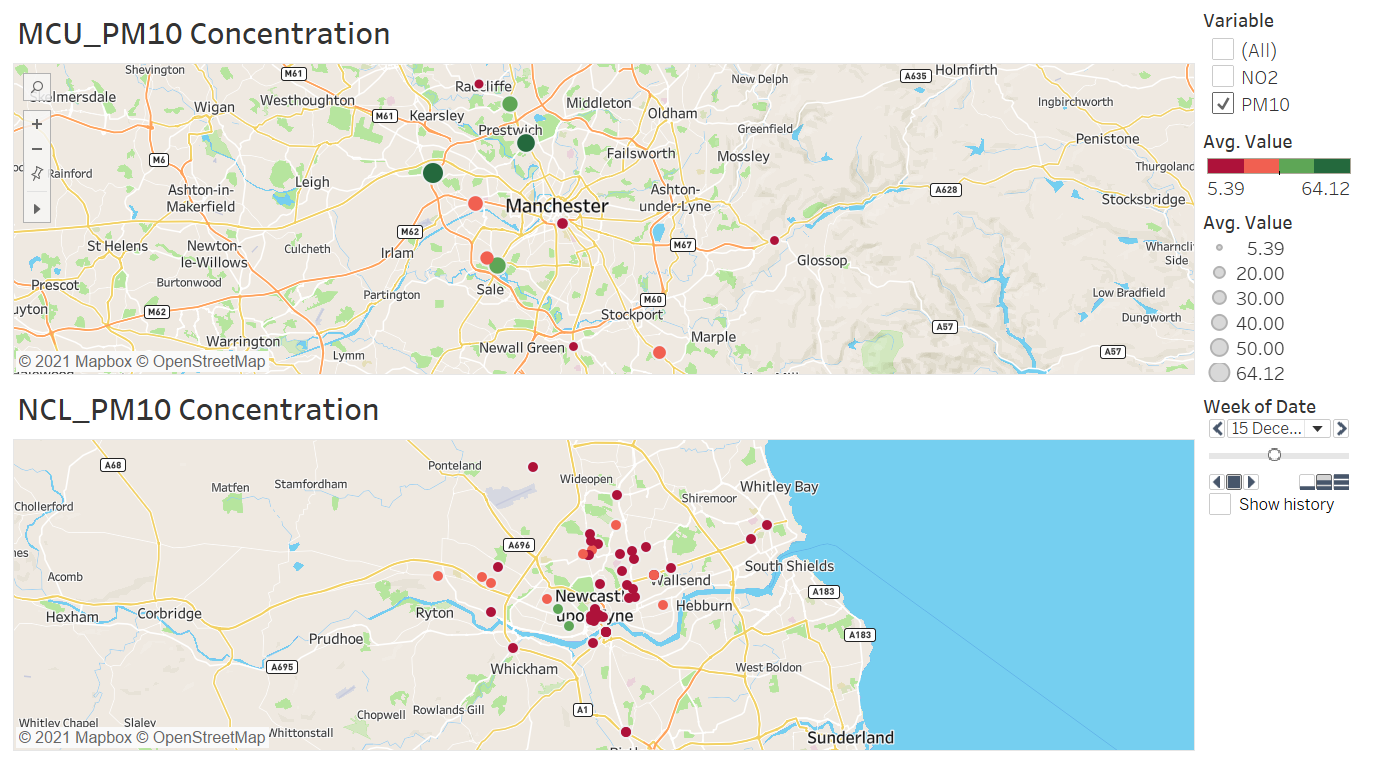 MCU_PM10 Concentration
Shevington
M61
Radcliffe
A635
Holmfirth
New Delph
Skelmersdale
Wigan
Westhoughton
Kearsley
Middleton
Oldham
Ingbirchworth
M61
Prestwich
Greenfield
Penistone
M6
Failsworth
Mossley
Rainford
Thurgoland
Leigh
Ashton-in-
Makerfield
Ashton-
under-Lyne
A628
Manchester
Stocksbridge
M62
M67
St Helens
Newton-
le-Willows
Culcheth
Irlam
Glossop
Wharncli
Side
Prescot
Burtonwood
Partington
Sale
M60
Low Bradfield
uyton
M62
Stockport
Dungworth
A57
Warrington
Newall Green
Marple
Lymm
A57
© 2021 Mapbox © OpenStreetMap
Variable
(All)
NO2
PM10
Avg. Value
5.39
64.12
Avg. Value
5.39
20.00
30.00
40.00
50.00
64.12
NCL_PM10 Concentration
A68
Ponteland
Matfen
Stamfordham
Wideopen
Shiremoor
Whitley Bay
Chollerford
A696
nes
Acomb
Wallsend
South Shields
A183
Newcastl
upon Tyne
Hebburn
Hexham
Corbridge
Ryton
Prudhoe
A183
A695
Whickham
West Boldon
Chopwell
Rowlands Gill
A1
Whitley Chapel
Slaley
Whittonstall
Sunderland
© 2021 Mapbox © OpenStreetMap
Week of Date
15 Dece...
Show history